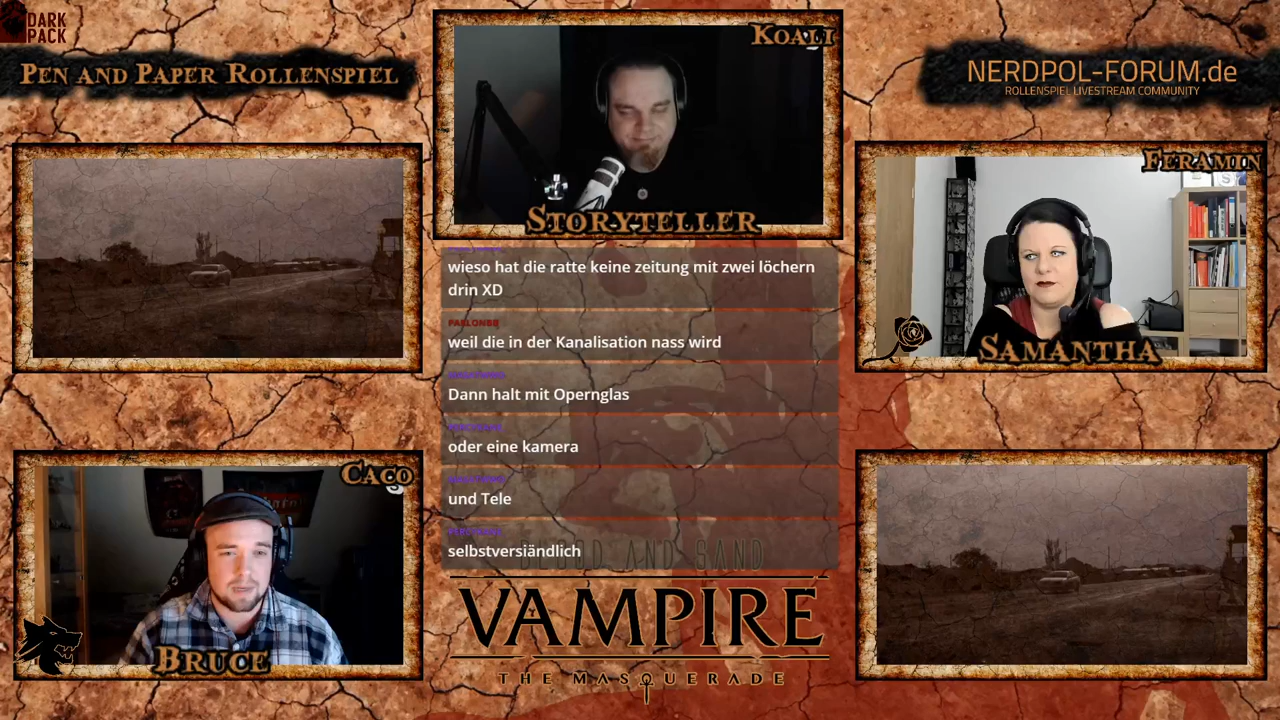 DARK
PACK
PEN AND PAPER ROLLENSPIEL
KOALI
NERDPOL-FORUM.de
ROLLENSPIEL LIVESTREAM COMMUNITY
FERAMIN
STORYTELLER
wieso hat die ratte keine zeitung mit zwei löchern
drin XD
weil die in der Kanalisation nass wird
SAMANTHA
Dann halt mit Opernglas
oder eine kamera
CACO
und Tele
selbstversiändlich
BLOOD AND SAND
VAMPIRE
THE MASQUERADE
BRUCE